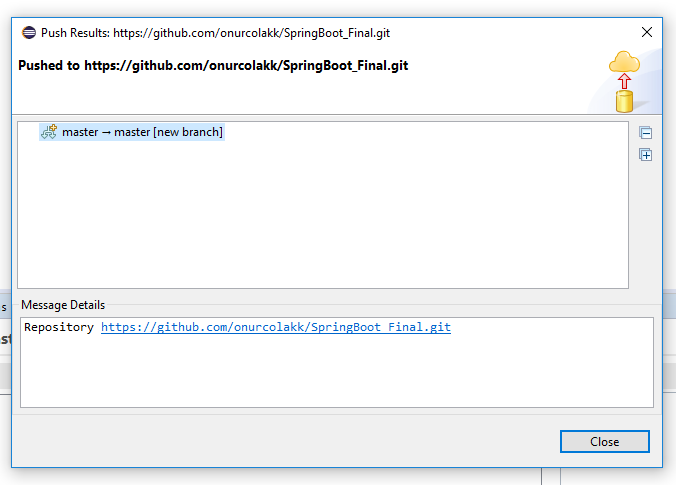 Push Results: https://github.com/onurcolakk/SpringBoot_Final.git
Pushed to https://github.com/onurcolakk/SpringBoot_Final.git
master → master [new branch]
Message Details
Repository https://github.com/onurcolakk/SpringBoot_Final.git
Close